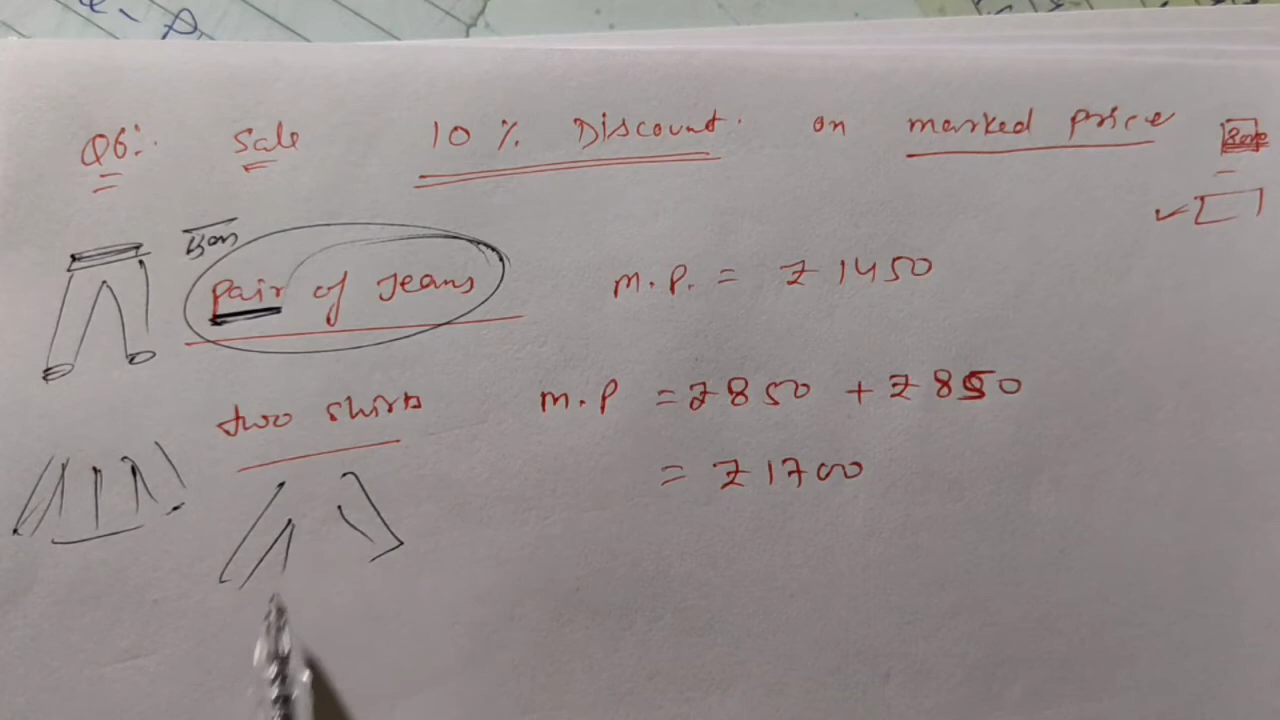 Q6:. Sale 10 % Discount. on marked price
pair of Jeans m.p. = ₹ 1450
two shirts m.p = ₹ 850 + ₹ 850
= ₹ 1700